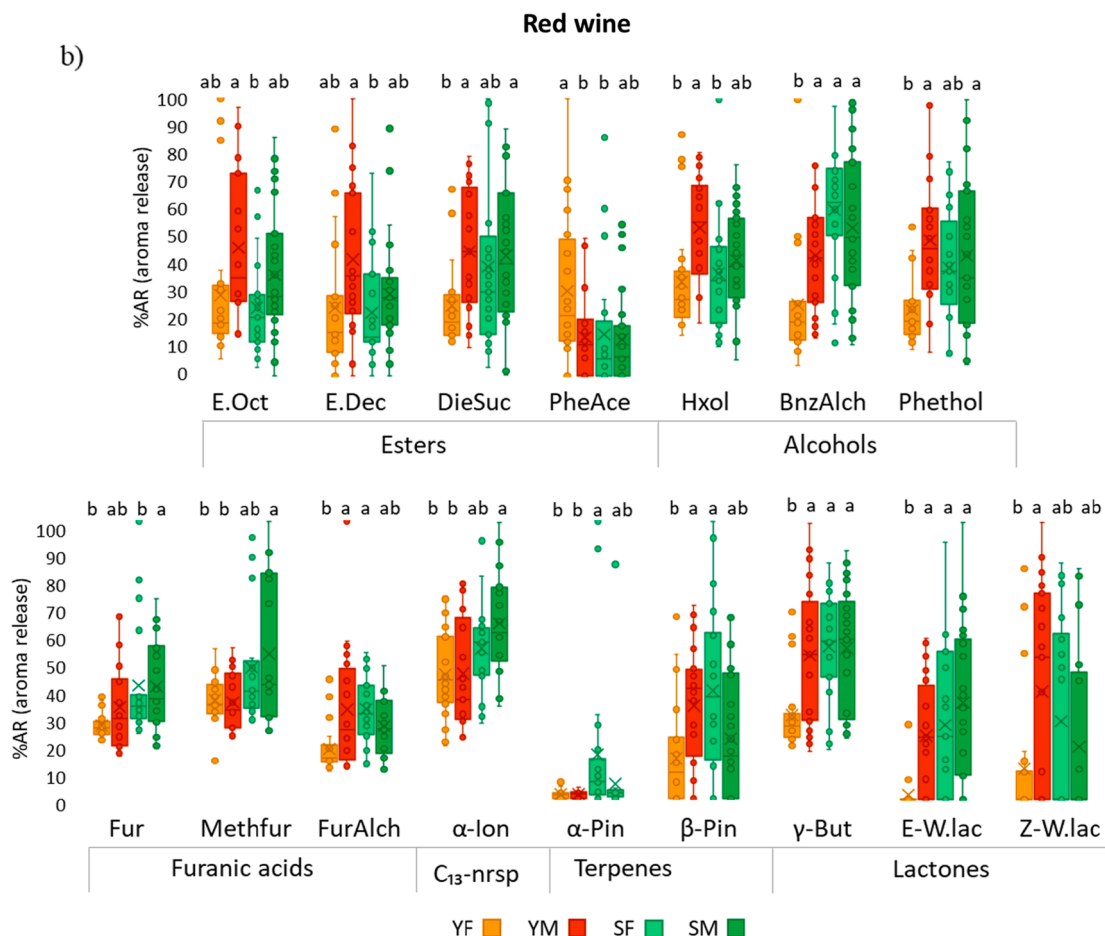 Red wine
b)
ab a b ab ab a b ab b a ab a a b b b b a b ab b a a a b a ab a
100
90
80
70
60
50
40
30
20
10
0
%AR (aroma release)
E.Oct E.Dec DieSuc PheAce Hxol BnzAlch Phethol
Esters Alcohols
b ab b a b b ab a b a a ab b b ab a b b a ab b ab a ab b a a a b a a a b a ab ab
100
90
80
70
60
50
40
30
20
10
0
%AR (aroma release)
Fur Methfur FurAlch α-Ion α-Pin β-Pin γ-But E-W.lac Z-W.lac
Furanic acids C₁₃-nrsp Terpenes Lactones
YF YM SF SM